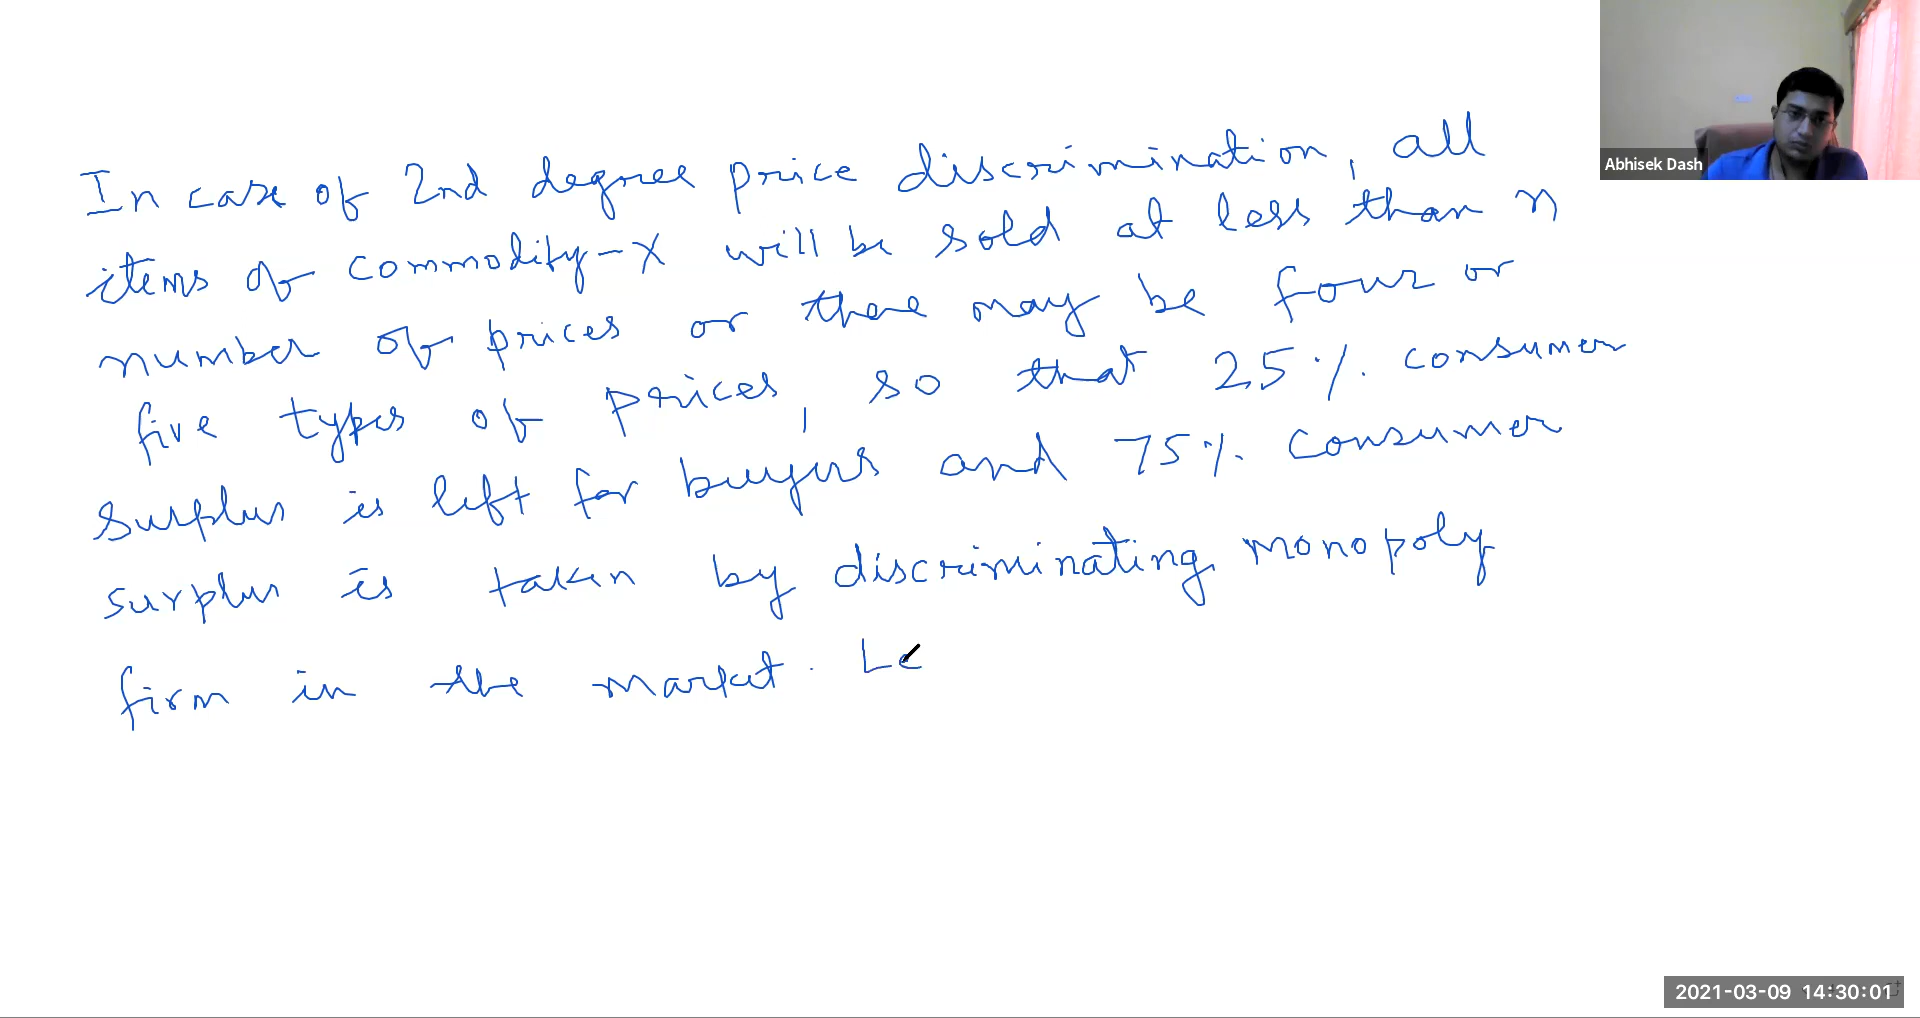 In case of 2nd degree price discrimination, all
items of commodity-X will be sold at less than n
number of prices or there may be four or
five types of prices, so that 25% consumer
surplus is left for buyers and 75% consumer
surplus is taken by discriminating monopoly
firm in the market. Le
Abhisek Dash
2021-03-09 14:30:01